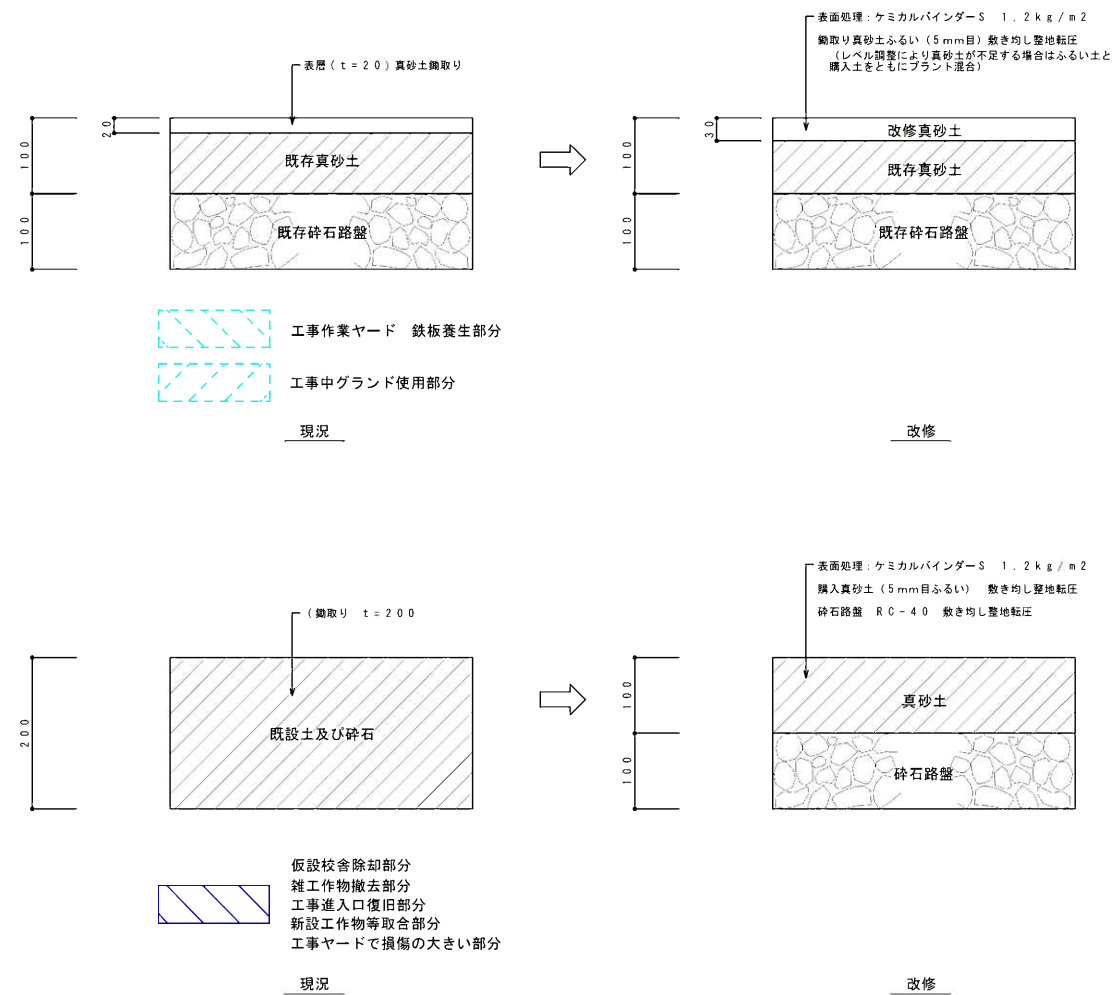 表面処理：ケミカルバインダーS　1．2kg/m2
鋤取り真砂土ふるい（5mm目）敷き均し整地転圧
（レベル調整により真砂土が不足する場合はふるい土と
購入土をともにプラント混合）
表層（t=20）真砂土鋤取り
20
100
100
既存真砂土
既存砕石路盤
30
100
100
改修真砂土
既存真砂土
既存砕石路盤
工事作業ヤード　鉄板養生部分
工事中グランド使用部分
現況
改修
表面処理：ケミカルバインダーS　1．2kg/m2
購入真砂土（5mm目ふるい）　敷き均し整地転圧
砕石路盤　RC-40　敷き均し整地転圧
（鋤取り　t=200
200
既設土及び砕石
100
100
真砂土
砕石路盤
仮設校舎除却部分
雑工作物撤去部分
工事進入口復旧部分
新設工作物等取合部分
工事ヤードで損傷の大きい部分
現況
改修